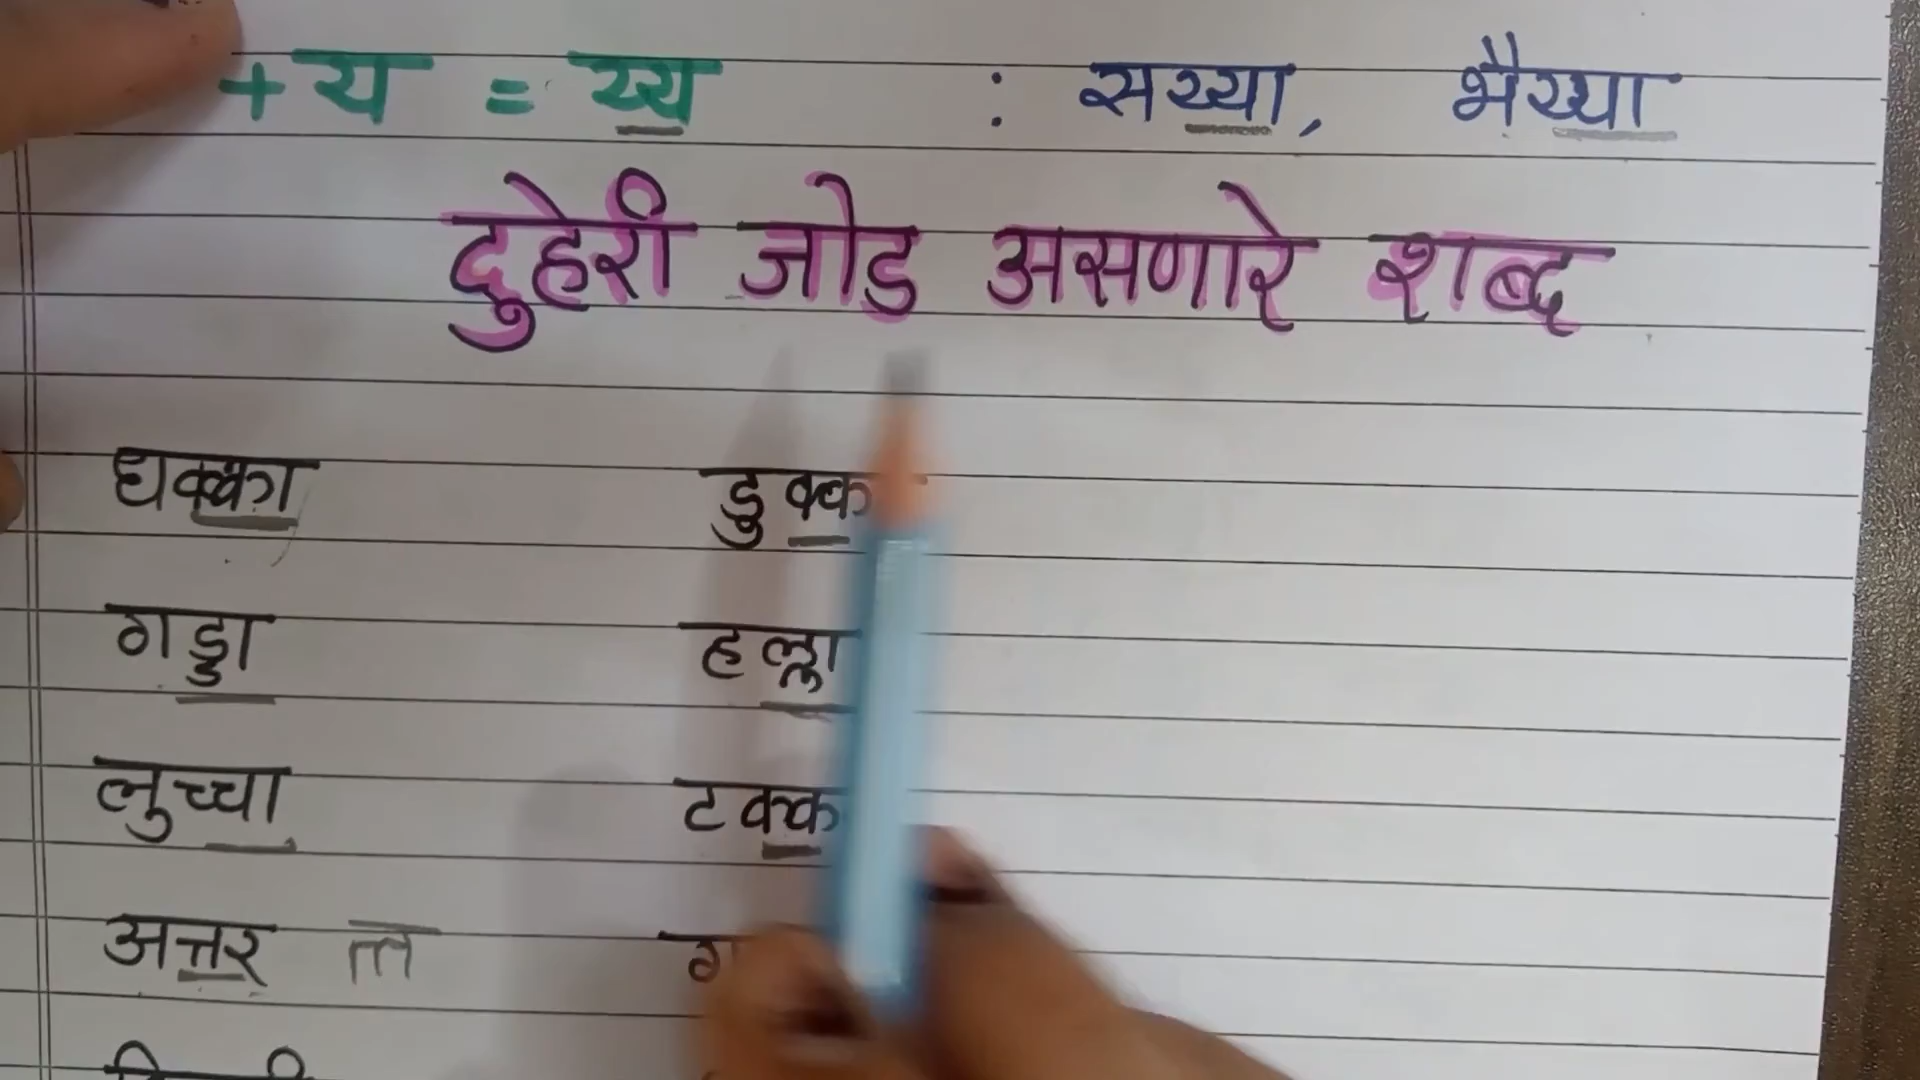 + य = य्य : सय्या, भैय्या
दुहेरी जोड असणारे शब्द
धक्का डुक्क
गड्डा हल्ला
लुच्चा टक्क
अत्तर त्त